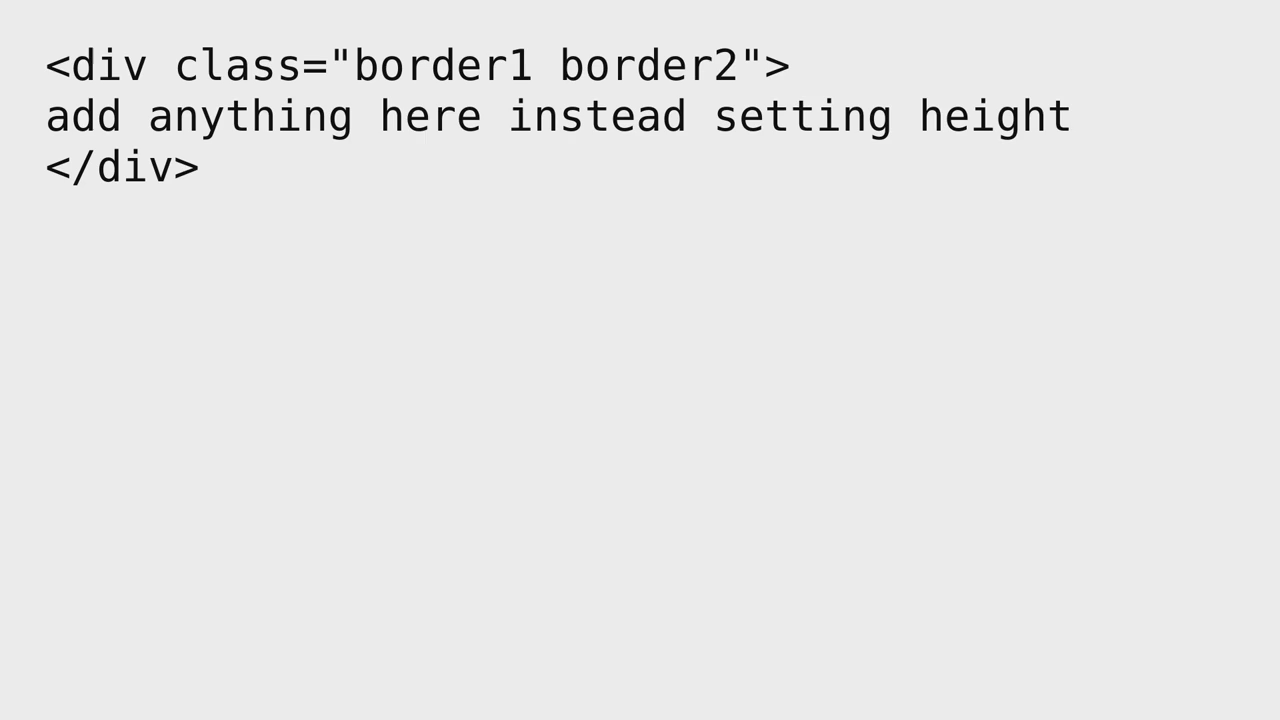 <div class="border1 border2">
add anything here instead setting height
</div>